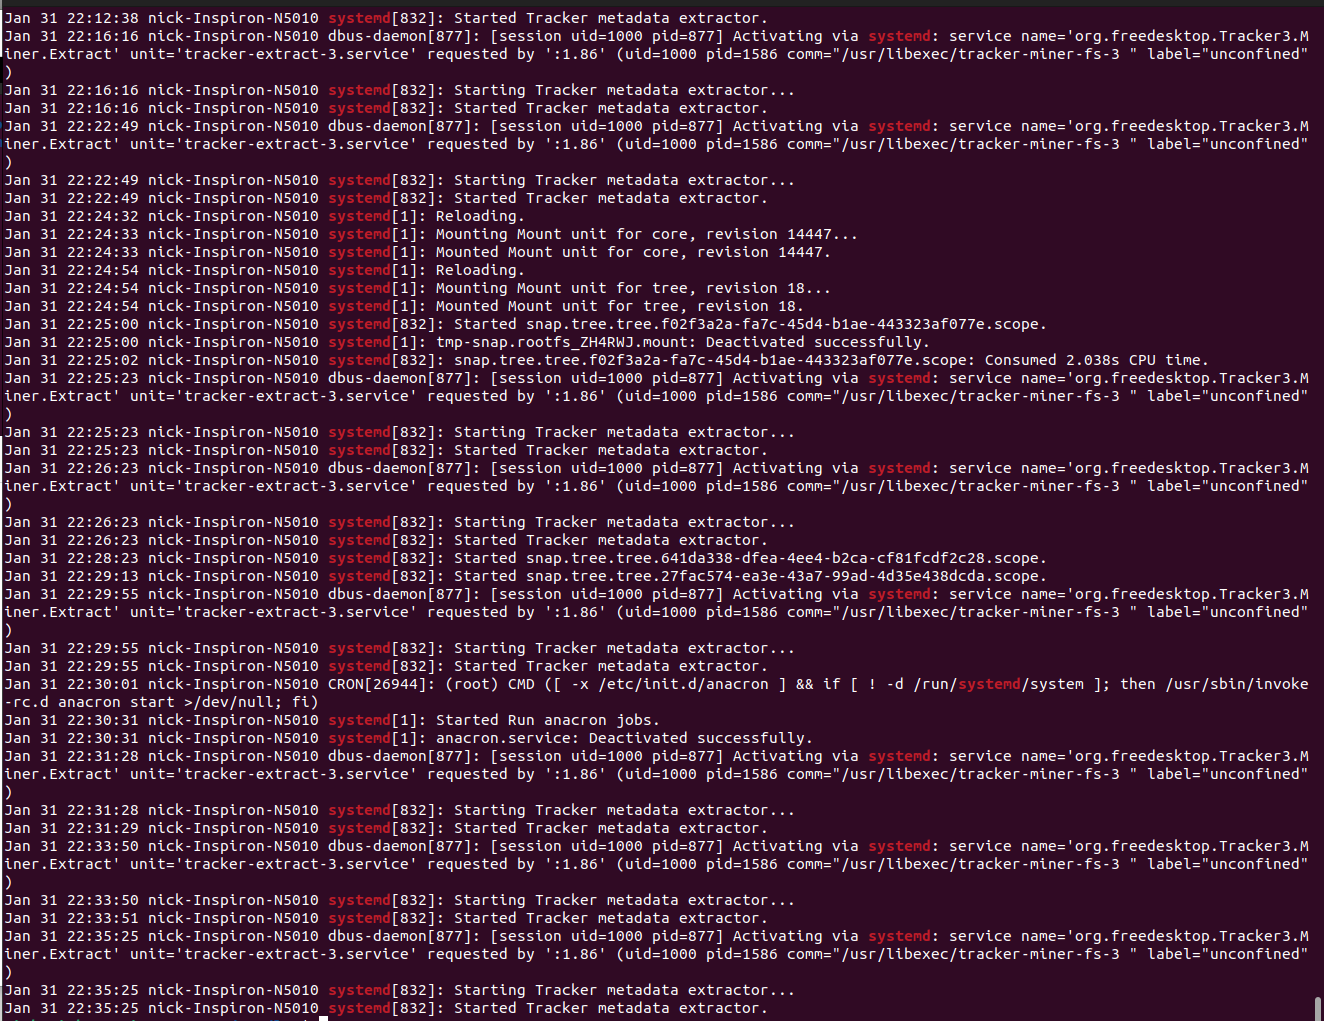 Jan 31 22:12:38 nick-Inspiron-N5010 systemd[832]: Started Tracker metadata extractor.
Jan 31 22:16:16 nick-Inspiron-N5010 dbus-daemon[877]: [session uid=1000 pid=877] Activating via systemd: service name='org.freedesktop.Tracker3.M
iner.Extract' unit='tracker-extract-3.service' requested by ':1.86' (uid=1000 pid=1586 comm="/usr/libexec/tracker-miner-fs-3 " label="unconfined"
)
Jan 31 22:16:16 nick-Inspiron-N5010 systemd[832]: Starting Tracker metadata extractor...
Jan 31 22:16:16 nick-Inspiron-N5010 systemd[832]: Started Tracker metadata extractor.
Jan 31 22:22:49 nick-Inspiron-N5010 dbus-daemon[877]: [session uid=1000 pid=877] Activating via systemd: service name='org.freedesktop.Tracker3.M
iner.Extract' unit='tracker-extract-3.service' requested by ':1.86' (uid=1000 pid=1586 comm="/usr/libexec/tracker-miner-fs-3 " label="unconfined"
)
Jan 31 22:22:49 nick-Inspiron-N5010 systemd[832]: Starting Tracker metadata extractor...
Jan 31 22:22:49 nick-Inspiron-N5010 systemd[832]: Started Tracker metadata extractor.
Jan 31 22:24:32 nick-Inspiron-N5010 systemd[1]: Reloading.
Jan 31 22:24:33 nick-Inspiron-N5010 systemd[1]: Mounting Mount unit for core, revision 14447...
Jan 31 22:24:33 nick-Inspiron-N5010 systemd[1]: Mounted Mount unit for core, revision 14447.
Jan 31 22:24:54 nick-Inspiron-N5010 systemd[1]: Reloading.
Jan 31 22:24:54 nick-Inspiron-N5010 systemd[1]: Mounting Mount unit for tree, revision 18...
Jan 31 22:24:54 nick-Inspiron-N5010 systemd[1]: Mounted Mount unit for tree, revision 18.
Jan 31 22:25:00 nick-Inspiron-N5010 systemd[832]: Started snap.tree.tree.f02f3a2a-fa7c-45d4-b1ae-443323af077e.scope.
Jan 31 22:25:00 nick-Inspiron-N5010 systemd[1]: tmp-snap.rootfs_ZH4RWJ.mount: Deactivated successfully.
Jan 31 22:25:02 nick-Inspiron-N5010 systemd[832]: snap.tree.tree.f02f3a2a-fa7c-45d4-b1ae-443323af077e.scope: Consumed 2.038s CPU time.
Jan 31 22:25:23 nick-Inspiron-N5010 dbus-daemon[877]: [session uid=1000 pid=877] Activating via systemd: service name='org.freedesktop.Tracker3.M
iner.Extract' unit='tracker-extract-3.service' requested by ':1.86' (uid=1000 pid=1586 comm="/usr/libexec/tracker-miner-fs-3 " label="unconfined"
)
Jan 31 22:25:23 nick-Inspiron-N5010 systemd[832]: Starting Tracker metadata extractor...
Jan 31 22:25:23 nick-Inspiron-N5010 systemd[832]: Started Tracker metadata extractor.
Jan 31 22:26:23 nick-Inspiron-N5010 dbus-daemon[877]: [session uid=1000 pid=877] Activating via systemd: service name='org.freedesktop.Tracker3.M
iner.Extract' unit='tracker-extract-3.service' requested by ':1.86' (uid=1000 pid=1586 comm="/usr/libexec/tracker-miner-fs-3 " label="unconfined"
)
Jan 31 22:26:23 nick-Inspiron-N5010 systemd[832]: Starting Tracker metadata extractor...
Jan 31 22:26:23 nick-Inspiron-N5010 systemd[832]: Started Tracker metadata extractor.
Jan 31 22:28:23 nick-Inspiron-N5010 systemd[832]: Started snap.tree.tree.641da338-dfea-4ee4-b2ca-cf81fcdf2c28.scope.
Jan 31 22:29:13 nick-Inspiron-N5010 systemd[832]: Started snap.tree.tree.27fac574-ea3e-43a7-99ad-4d35e438dcda.scope.
Jan 31 22:29:55 nick-Inspiron-N5010 dbus-daemon[877]: [session uid=1000 pid=877] Activating via systemd: service name='org.freedesktop.Tracker3.M
iner.Extract' unit='tracker-extract-3.service' requested by ':1.86' (uid=1000 pid=1586 comm="/usr/libexec/tracker-miner-fs-3 " label="unconfined"
)
Jan 31 22:29:55 nick-Inspiron-N5010 systemd[832]: Starting Tracker metadata extractor...
Jan 31 22:29:55 nick-Inspiron-N5010 systemd[832]: Started Tracker metadata extractor.
Jan 31 22:30:01 nick-Inspiron-N5010 CRON[26944]: (root) CMD ([ -x /etc/init.d/anacron ] && if [ ! -d /run/systemd/system ]; then /usr/sbin/invoke
-rc.d anacron start >/dev/null; fi)
Jan 31 22:30:31 nick-Inspiron-N5010 systemd[1]: Started Run anacron jobs.
Jan 31 22:30:31 nick-Inspiron-N5010 systemd[1]: anacron.service: Deactivated successfully.
Jan 31 22:31:28 nick-Inspiron-N5010 dbus-daemon[877]: [session uid=1000 pid=877] Activating via systemd: service name='org.freedesktop.Tracker3.M
iner.Extract' unit='tracker-extract-3.service' requested by ':1.86' (uid=1000 pid=1586 comm="/usr/libexec/tracker-miner-fs-3 " label="unconfined"
)
Jan 31 22:31:28 nick-Inspiron-N5010 systemd[832]: Starting Tracker metadata extractor...
Jan 31 22:31:29 nick-Inspiron-N5010 systemd[832]: Started Tracker metadata extractor.
Jan 31 22:33:50 nick-Inspiron-N5010 dbus-daemon[877]: [session uid=1000 pid=877] Activating via systemd: service name='org.freedesktop.Tracker3.M
iner.Extract' unit='tracker-extract-3.service' requested by ':1.86' (uid=1000 pid=1586 comm="/usr/libexec/tracker-miner-fs-3 " label="unconfined"
)
Jan 31 22:33:50 nick-Inspiron-N5010 systemd[832]: Starting Tracker metadata extractor...
Jan 31 22:33:51 nick-Inspiron-N5010 systemd[832]: Started Tracker metadata extractor.
Jan 31 22:35:25 nick-Inspiron-N5010 dbus-daemon[877]: [session uid=1000 pid=877] Activating via systemd: service name='org.freedesktop.Tracker3.M
iner.Extract' unit='tracker-extract-3.service' requested by ':1.86' (uid=1000 pid=1586 comm="/usr/libexec/tracker-miner-fs-3 " label="unconfined"
)
Jan 31 22:35:25 nick-Inspiron-N5010 systemd[832]: Starting Tracker metadata extractor...
Jan 31 22:35:25 nick-Inspiron-N5010 systemd[832]: Started Tracker metadata extractor.